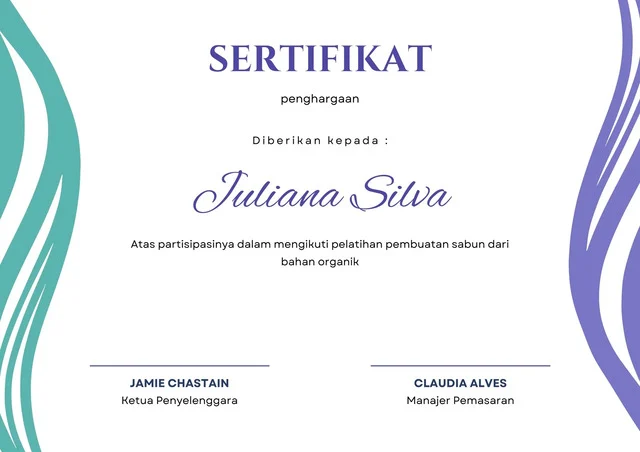 SERTIFIKAT
penghargaan
Diberikan kepada :
Juliana Silva
Atas partisipasinya dalam mengikuti pelatihan pembuatan sabun dari
bahan organik
JAMIE CHASTAIN
Ketua Penyelenggara
CLAUDIA ALVES
Manajer Pemasaran